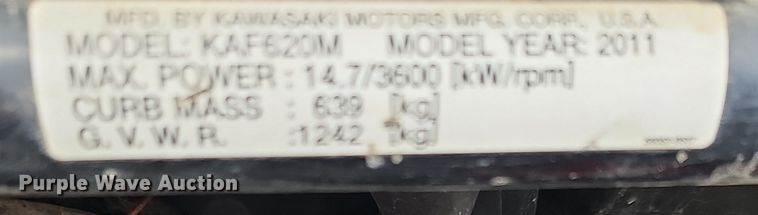 MFD. BY KAWASAKI MOTORS MFG. CORP., U.S.A.
MODEL: KAF620M MODEL YEAR: 2011
MAX. POWER : 14.7/3600 [kW/rpm]
CURB MASS : 639 [kg]
G. V. W. R. :1242 [kg]
Purple Wave Auction